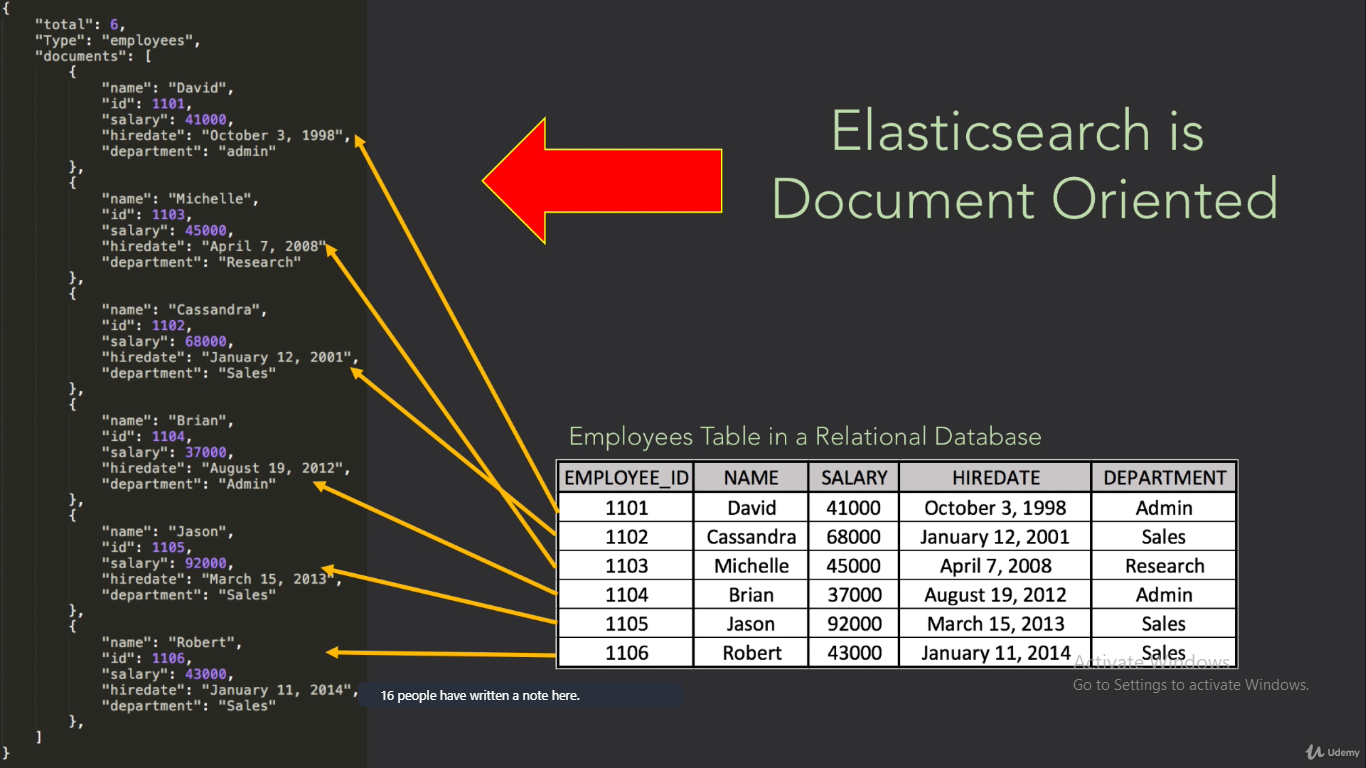 {
"total": 6,
"Type": "employees",
"documents": [
{
"name": "David",
"id": 1101,
"salary": 41000,
"hiredate": "October 3, 1998",
"department": "admin"
},
{
"name": "Michelle",
"id": 1103,
"salary": 45000,
"hiredate": "April 7, 2008"
"department": "Research"
},
{
"name": "Cassandra",
"id": 1102,
"salary": 68000,
"hiredate": "January 12, 2001",
"department": "Sales"
},
{
"name": "Brian",
"id": 1104,
"salary": 37000,
"hiredate": "August 19, 2012",
"department": "Admin"
},
{
"name": "Jason",
"id": 1105,
"salary": 92000,
"hiredate": "March 15, 2013",
"department": "Sales"
},
{
"name": "Robert",
"id": 1106,
"salary": 43000,
"hiredate": "January 11, 2014",
"department": "Sales"
},
]
}
Elasticsearch is
Document Oriented
Employees Table in a Relational Database
EMPLOYEE_ID NAME SALARY HIREDATE DEPARTMENT
1101 David 41000 October 3, 1998 Admin
1102 Cassandra 68000 January 12, 2001 Sales
1103 Michelle 45000 April 7, 2008 Research
1104 Brian 37000 August 19, 2012 Admin
1105 Jason 92000 March 15, 2013 Sales
1106 Robert 43000 January 11, 2014 Sales
Activate Windows
Go to Settings to activate Windows.
16 people have written a note here.
Udemy